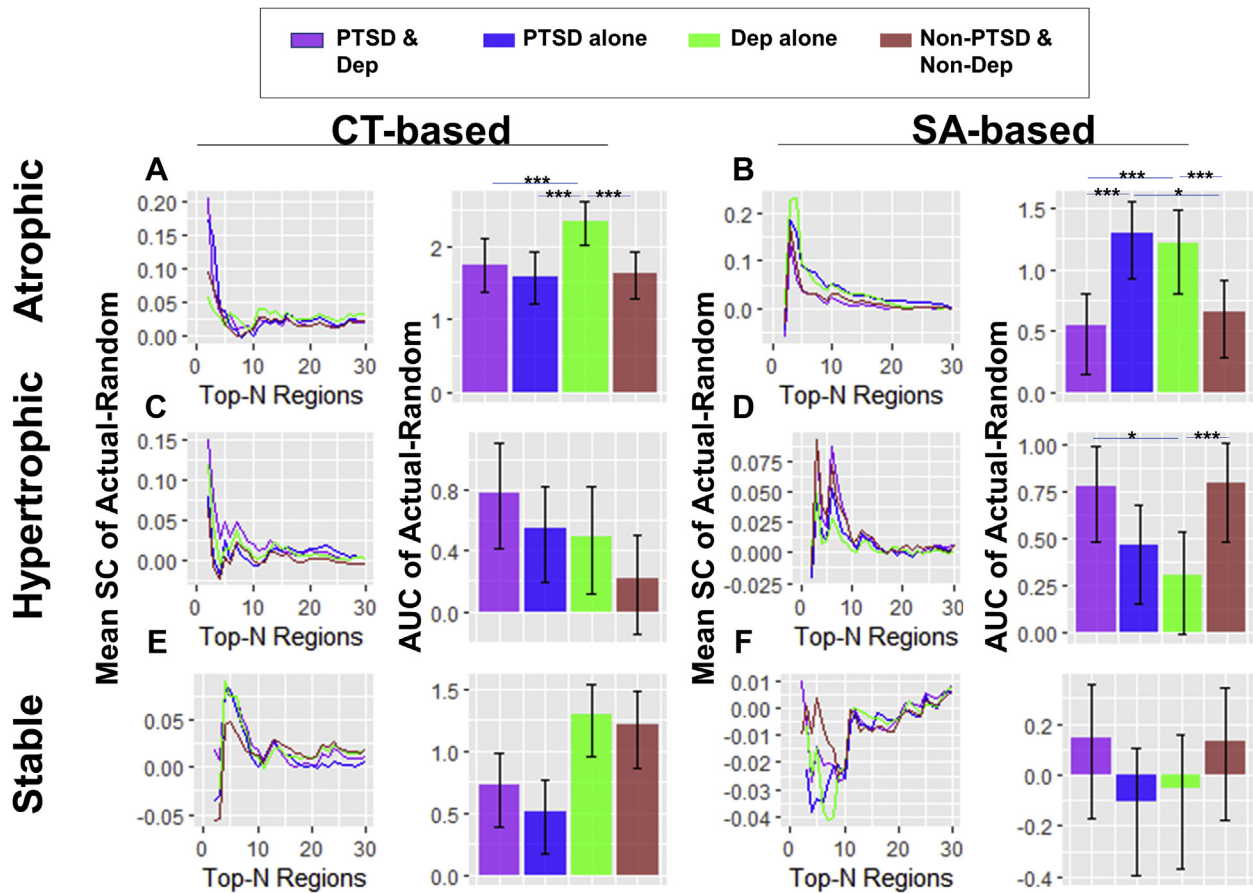 PTSD & Dep
PTSD alone
Dep alone
Non-PTSD & Non-Dep
CT-based
SA-based
Atrophic
Hypertrophic
Stable
Mean SC of Actual-Random
AUC of Actual-Random
Mean SC of Actual-Random
AUC of Actual-Random
A
0.20
0.15
0.10
0.05
0.00
0 10 20 30
Top-N Regions
*** 
*** ***
2
1
0
B
0.2
0.1
0.0
0 10 20 30
Top-N Regions
*** ***
*** *
1.5
1.0
0.5
0.0
C
0.15
0.10
0.05
0.00
0 10 20 30
Top-N Regions
0.8
0.4
0.0
D
0.075
0.050
0.025
0.000
-0.025
0 10 20 30
Top-N Regions
* ***
1.00
0.75
0.50
0.25
0.00
E
0.05
0.00
-0.05
0 10 20 30
Top-N Regions
1.5
1.0
0.5
0.0
F
0.01
0.00
-0.01
-0.02
-0.03
-0.04
0 10 20 30
Top-N Regions
0.2
0.0
-0.2
-0.4